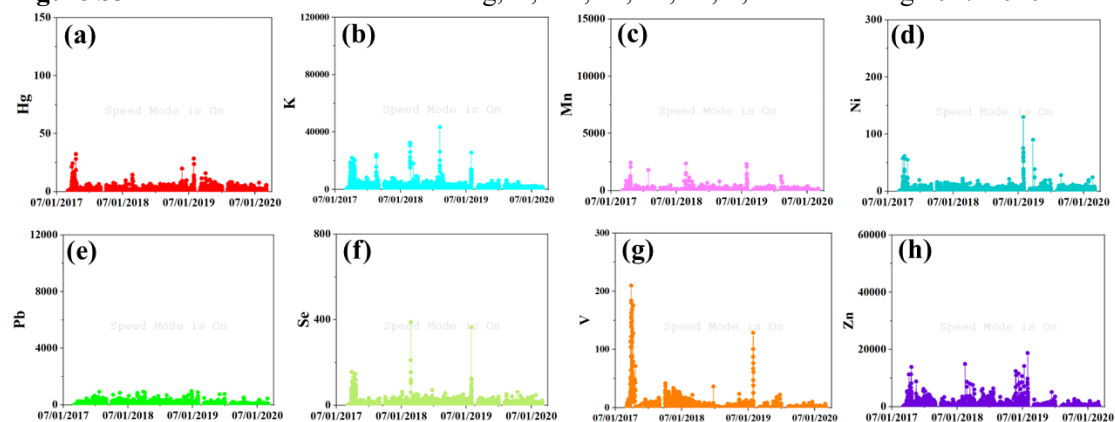 (a)
150
100
50
0
Hg
Speed Mode is On
07/01/2017 07/01/2018 07/01/2019 07/01/2020
(b)
120000
80000
40000
0
K
Speed Mode is On
07/01/2017 07/01/2018 07/01/2019 07/01/2020
(c)
15000
10000
5000
0
Mn
Speed Mode is On
07/01/2017 07/01/2018 07/01/2019 07/01/2020
(d)
300
200
100
0
Ni
Speed Mode is On
07/01/2017 07/01/2018 07/01/2019 07/01/2020
(e)
12000
8000
4000
0
Pb
Speed Mode is On
07/01/2017 07/01/2018 07/01/2019 07/01/2020
(f)
800
400
0
Se
Speed Mode is On
07/01/2017 07/01/2018 07/01/2019 07/01/2020
(g)
300
200
100
0
V
Speed Mode is On
07/01/2017 07/01/2018 07/01/2019 07/01/2020
(h)
60000
40000
20000
0
Zn
Speed Mode is On
07/01/2017 07/01/2018 07/01/2019 07/01/2020